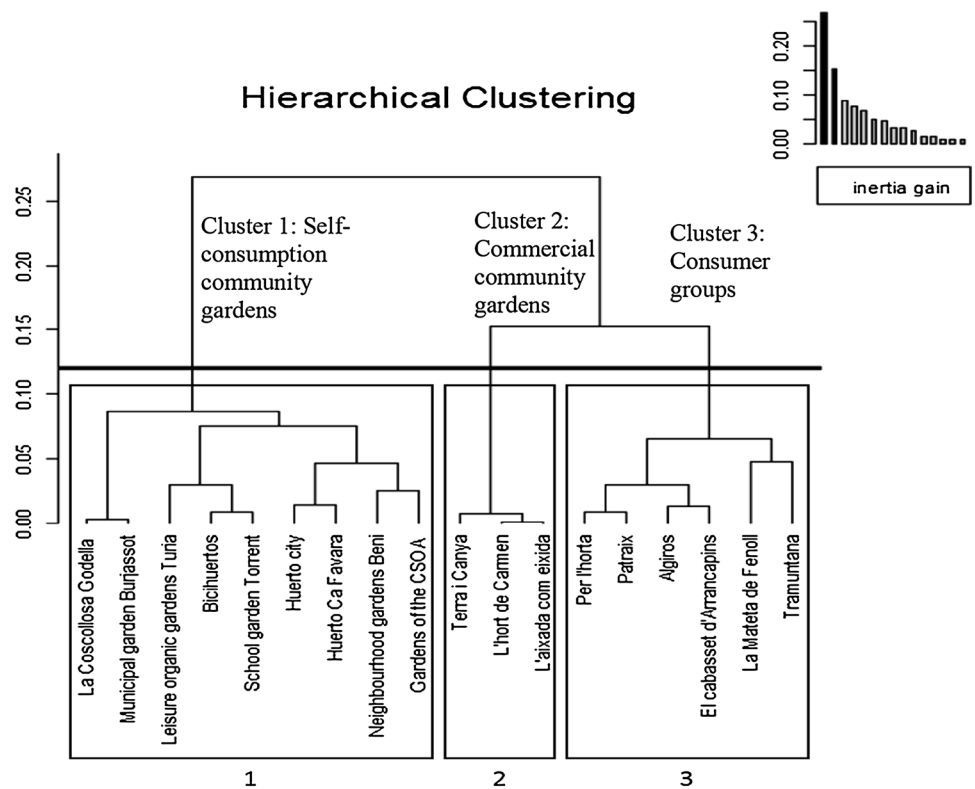 0.00 0.10 0.20
inertia gain
Hierarchical Clustering
0.00 0.05 0.10 0.15 0.20 0.25
Cluster 1: Self-
consumption
community
gardens
Cluster 2:
Commercial
community
gardens
Cluster 3:
Consumer
groups
La Coscollosa Godella
Municipal garden Burjassot
Leisure organic gardens Turia
Bicihuertos
School garden Torrent
Huerto city
Huerto Ca Favara
Neighbourhood gardens Beni
Gardens of the CSOA
Terra i Canya
L'hort de Carmen
L'aixada com eixida
Per l'horta
Patraix
Algiros
El cabasset d'Arrancapins
La Mateta de Fenoll
Tramuntana
1 2 3